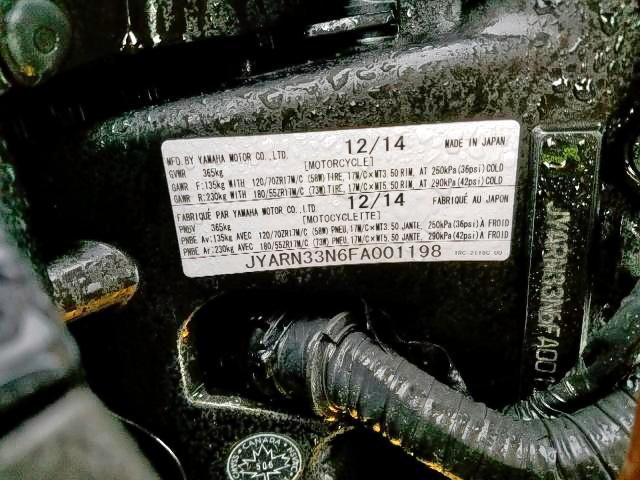 12/14 MADE IN JAPAN
MFD.BY YAMAHA MOTOR CO.,LTD. [MOTORCYCLE]
GVWR 365kg
GAWR F:135kg WITH 120/70ZR17M/C (58W) TIRE, 17M/C×MT3.50 RIM, AT 250kPa(36psi)COLD
GAWR R:230kg WITH 180/55ZR17M/C (73W) TIRE, 17M/C×MT5.50 RIM, AT 290kPa(42psi)COLD
12/14 FABRIQUÉ AU JAPON
FABRIQUÉ PAR YAMAHA MOTOR CO.,LTD [MOTOCYCLETTE]
PNBV 365kg
PNBE Av:135kg AVEC 120/70ZR17M/C (58W) PNEU, 17M/C×MT3.50 JANTE, 250kPa(36psi)À FROID
PNBE Ar:230kg AVEC 180/55ZR17M/C (73W) PNEU, 17M/C×MT5.50 JANTE, 290kPa(42psi)À FROID
JYARN33N6FA001198
JYARN33N6FA001
CANADA
506